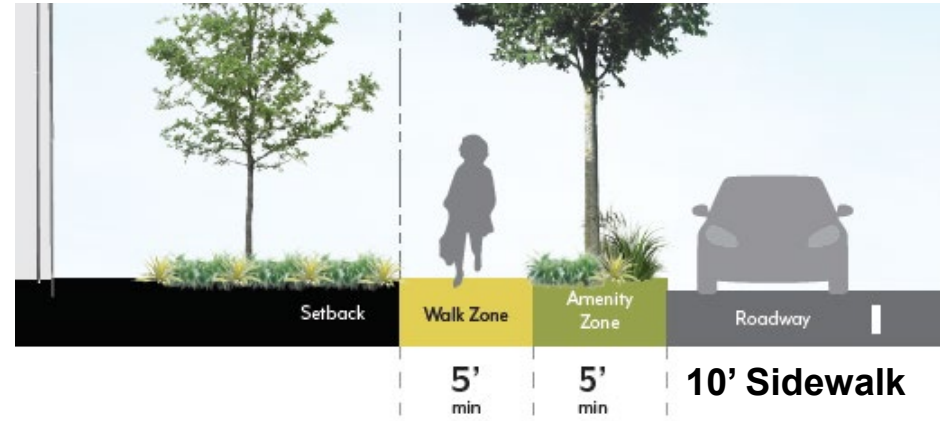 Setback
Walk Zone
Amenity
Zone
Roadway
5'
min
5'
min
10' Sidewalk